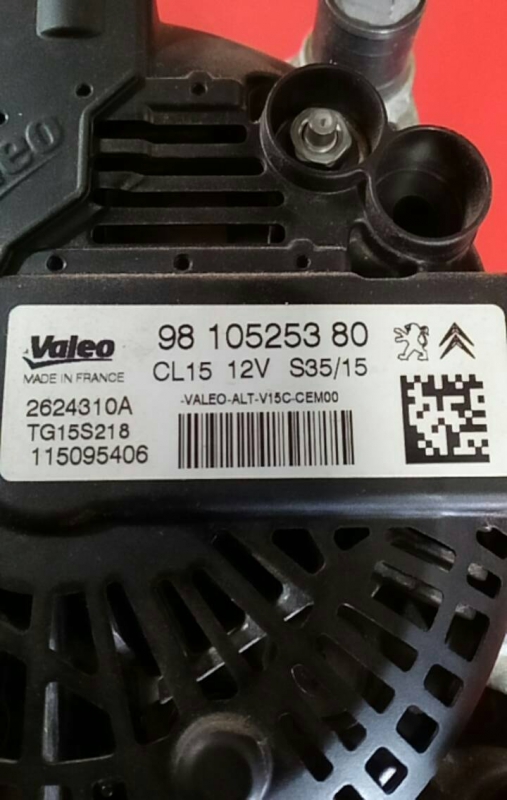 Valeo
98 105253 80
MADE IN FRANCE
CL15 12V S35/15
2624310A
-VALEO-ALT-V15C-CEM00
TG15S218
115095406